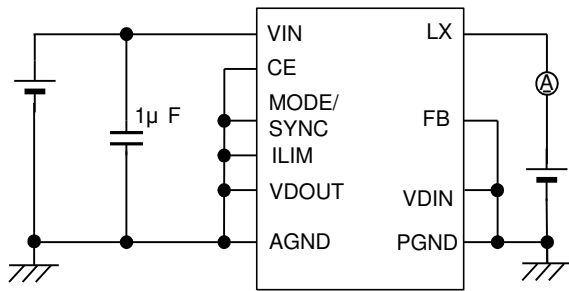 VIN
LX
CE
1µ F
MODE/
SYNC
FB
A
ILIM
VDOUT
VDIN
AGND
PGND